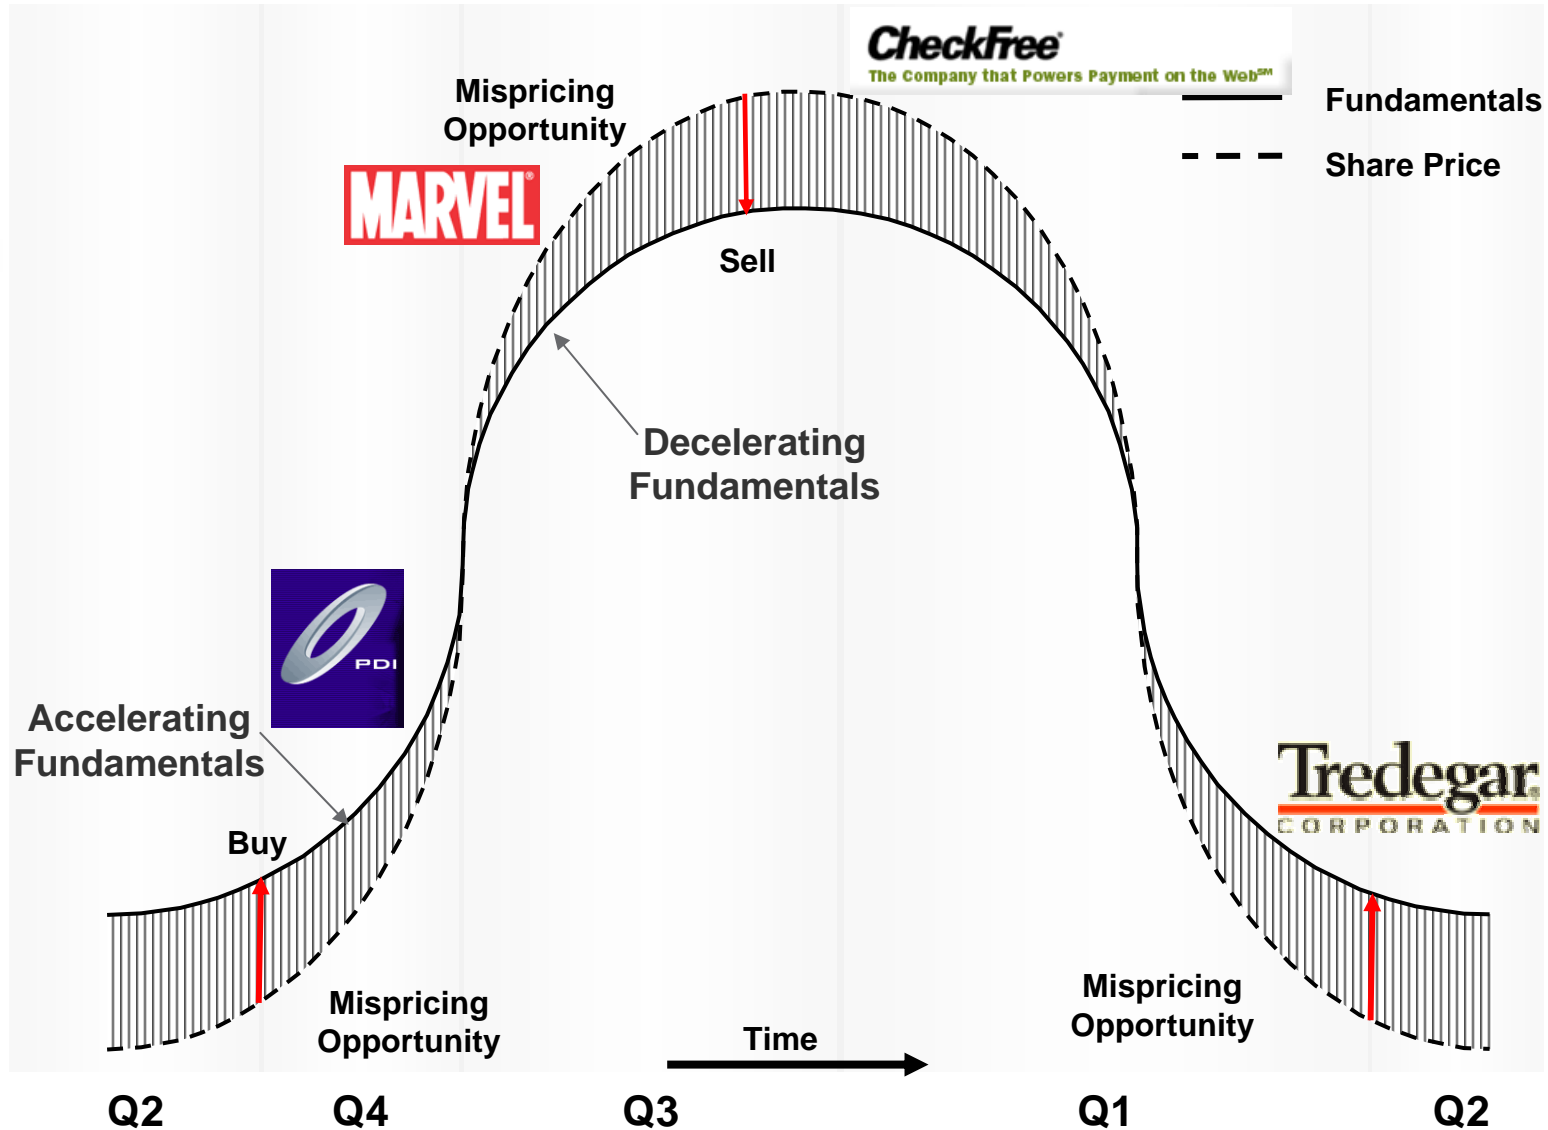 CheckFree
The Company that Powers Payment on the Web℠
Mispricing
Opportunity
Fundamentals
Share Price
MARVEL®
Sell
Decelerating
Fundamentals
PDI
Accelerating
Fundamentals
Tredegar®
CORPORATION
Buy
Mispricing
Opportunity
Mispricing
Opportunity
Time
Q2 Q4 Q3 Q1 Q2